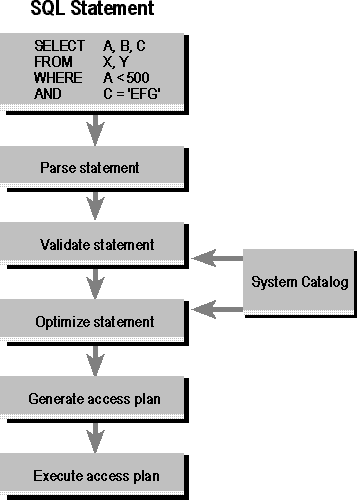 SQL Statement
SELECT A, B, C
FROM X, Y
WHERE A < 500
AND C = 'EFG'
Parse statement
Validate statement
System Catalog
Optimize statement
Generate access plan
Execute access plan